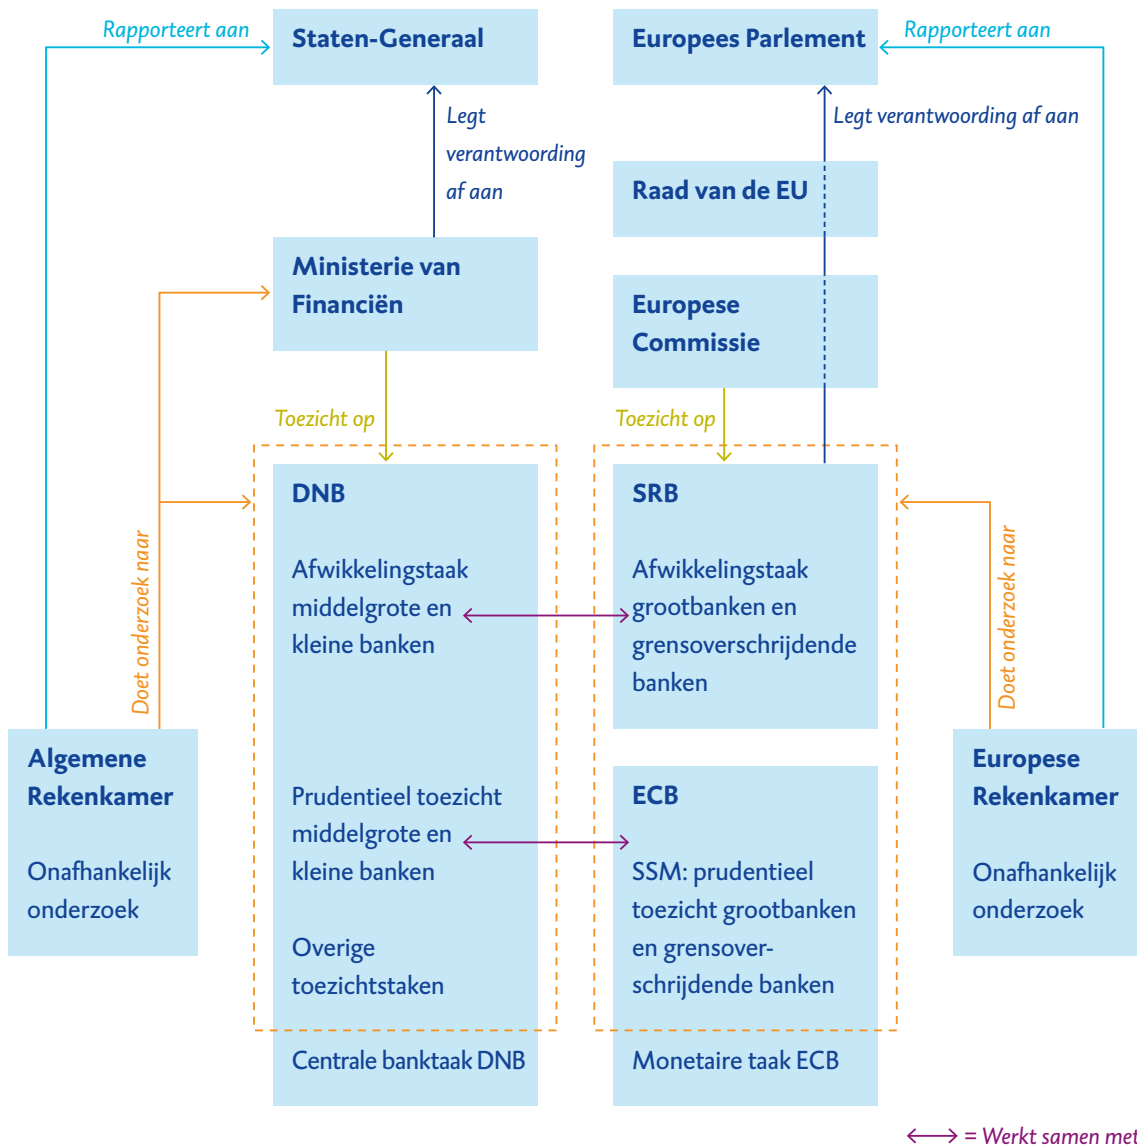 Rapporteert aan
Staten-Generaal
Europees Parlement
Rapporteert aan
Legt
verantwoording
af aan
Legt verantwoording af aan
Raad van de EU
Ministerie van
Financiën
Europese
Commissie
Toezicht op
Toezicht op
DNB
Afwikkelingstaak
middelgrote en
kleine banken
Prudentieel toezicht
middelgrote en
kleine banken
Overige
toezichtstaken
Centrale banktaak DNB
SRB
Afwikkelingstaak
grootbanken en
grensoverschrijdende
banken
ECB
SSM: prudentieel
toezicht grootbanken
en grensover-
schrijdende banken
Monetaire taak ECB
Doet onderzoek naar
Doet onderzoek naar
Algemene
Rekenkamer
Onafhankelijk
onderzoek
Europese
Rekenkamer
Onafhankelijk
onderzoek
= Werkt samen met